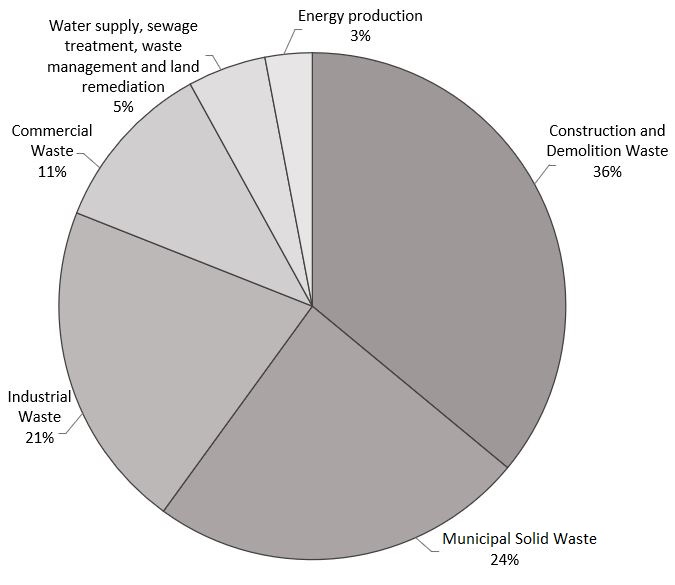 Energy production
3%
Water supply, sewage
treatment, waste
management and land
remediation
5%
Commercial
Waste
11%
Construction and
Demolition Waste
36%
Industrial
Waste
21%
Municipal Solid Waste
24%